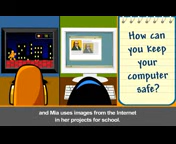 How can
you keep
your
computer
safe?
and Mia uses images from the Internet
in her projects for school.